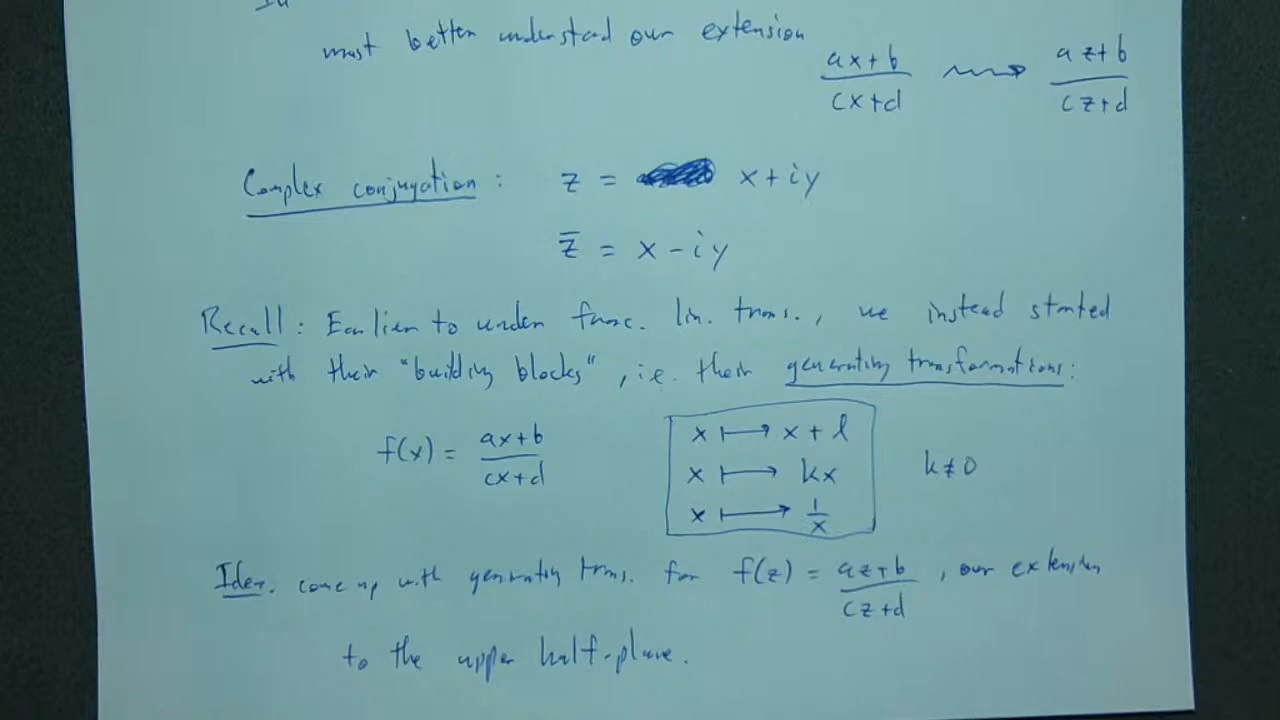 must better understand our extension
ax+b / cx+d ⟿ az+b / cz+d
Complex conjugation : z = x+iy
z̄ = x-iy
Recall : Earlier to under func. lin. trans., we instead started
with their "building blocks", i.e. their generating transformations:
f(x) = ax+b / cx+d
x ⟼ x+l
x ⟼ kx k≠0
x ⟼ 1/x
Idea. come up with generating trns. for f(z) = az+b / cz+d , our extension
to the upper half-plane.